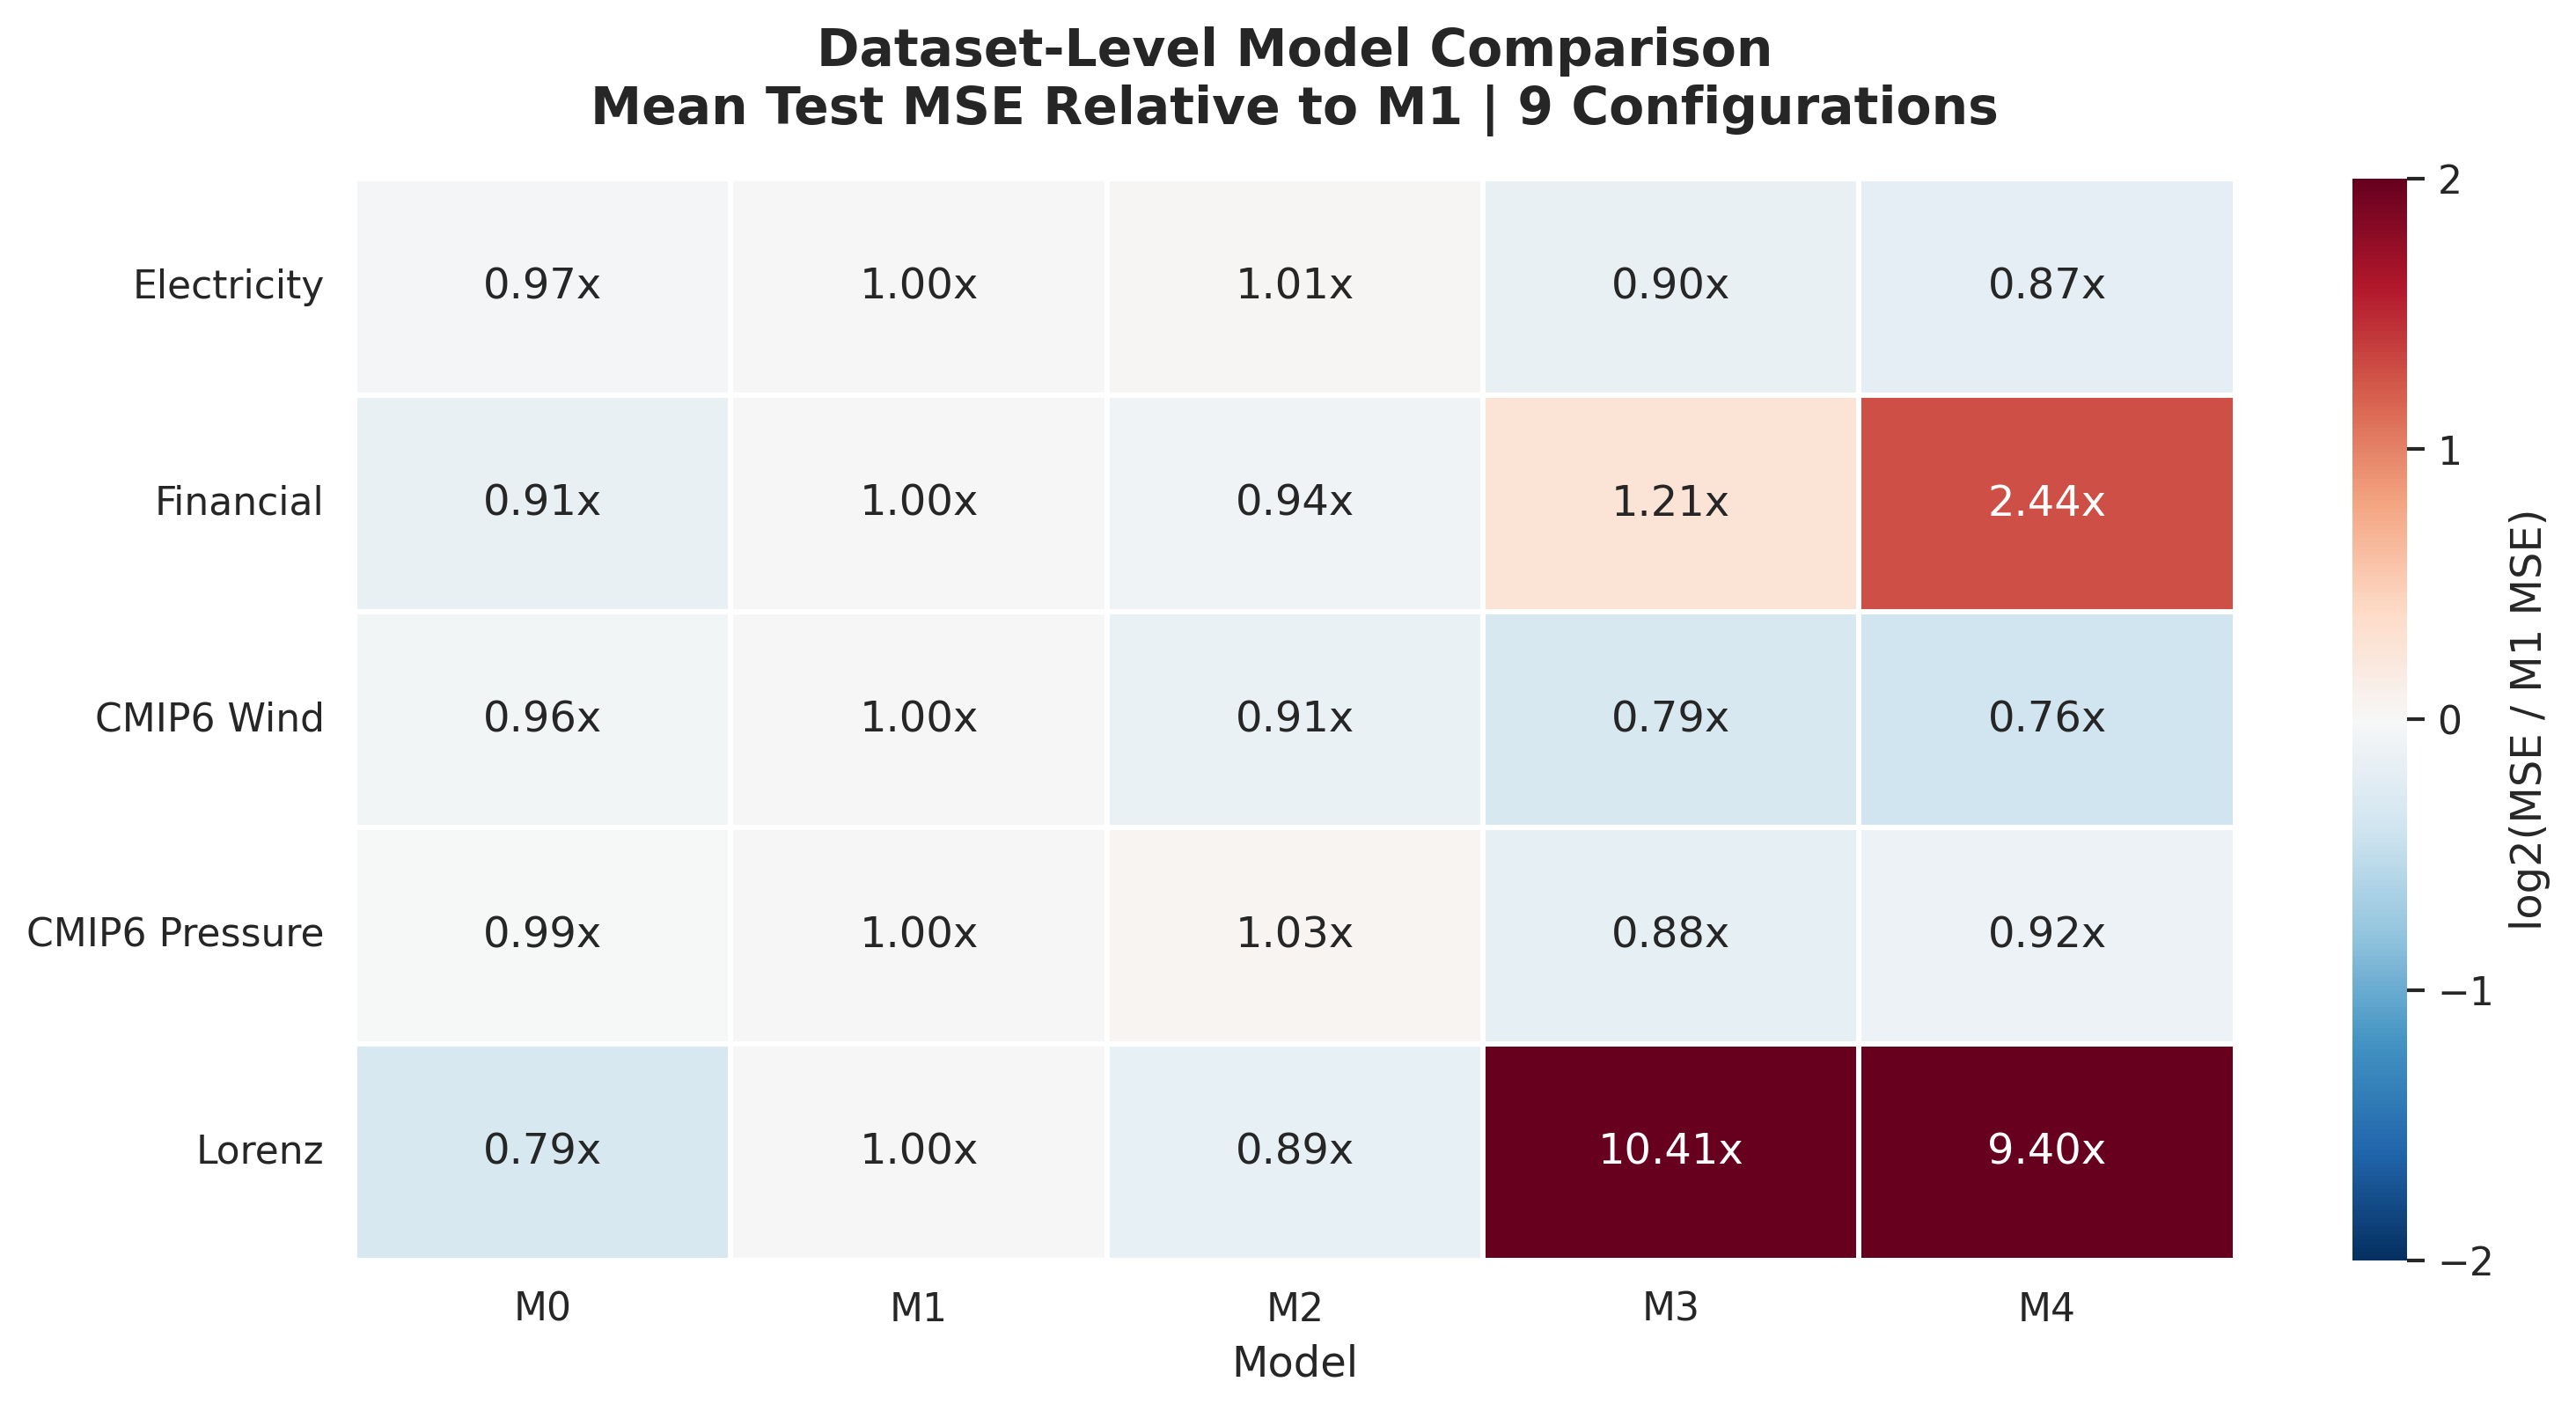 Dataset-Level Model Comparison
Mean Test MSE Relative to M1 | 9 Configurations
Electricity 0.97x 1.00x 1.01x 0.90x 0.87x
Financial 0.91x 1.00x 0.94x 1.21x 2.44x
CMIP6 Wind 0.96x 1.00x 0.91x 0.79x 0.76x
CMIP6 Pressure 0.99x 1.00x 1.03x 0.88x 0.92x
Lorenz 0.79x 1.00x 0.89x 10.41x 9.40x
M0 M1 M2 M3 M4
Model
2
1
0
−1
−2
log2(MSE / M1 MSE)